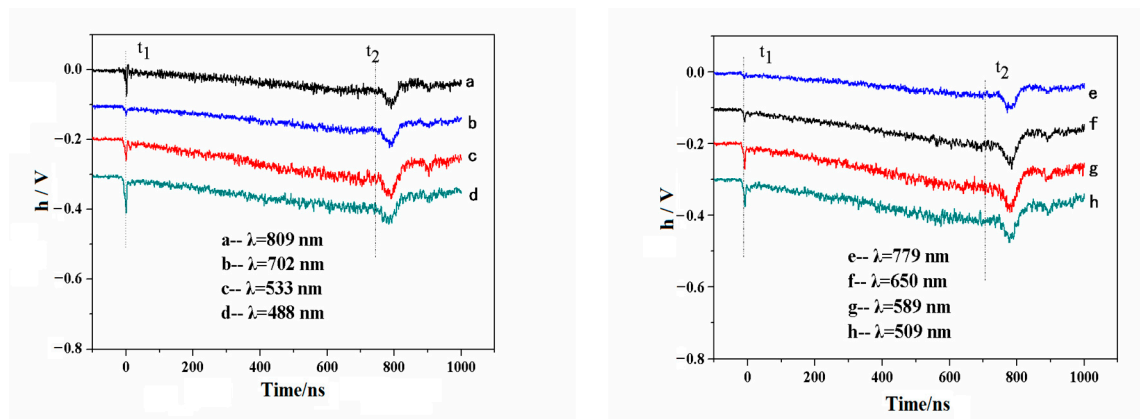 t1
t2
0.0
−0.2
−0.4
−0.6
−0.8
h / V
a
b
c
d
a-- λ=809 nm
b-- λ=702 nm
c-- λ=533 nm
d-- λ=488 nm
0 200 400 600 800 1000
Time/ns
t1
t2
0.0
−0.2
−0.4
−0.6
−0.8
h / V
e
f
g
h
e-- λ=779 nm
f-- λ=650 nm
g-- λ=589 nm
h-- λ=509 nm
0 200 400 600 800 1000
Time/ns